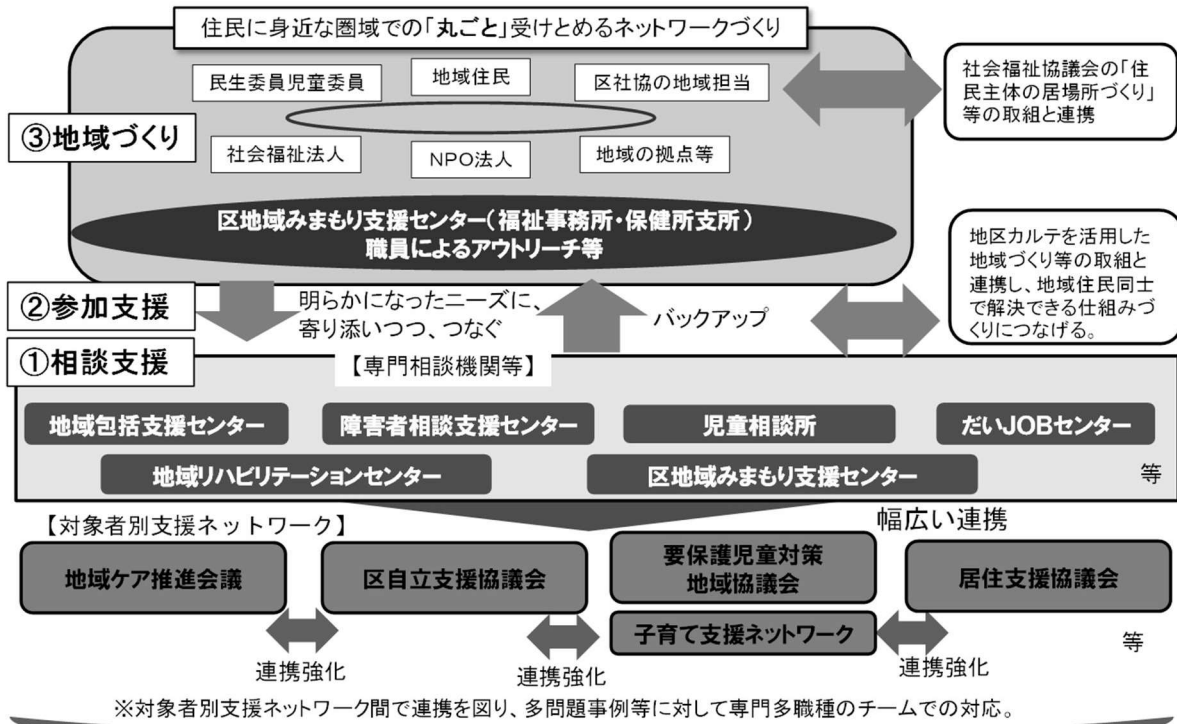 住民に身近な圏域での「丸ごと」受けとめるネットワークづくり
民生委員児童委員
地域住民
区社協の地域担当
社会福祉協議会の「住
民主体の居場所づくり」
等の取組と連携
③地域づくり
社会福祉法人
NPO法人
地域の拠点等
区地域みまもり支援センター（福祉事務所・保健所支所）
職員によるアウトリーチ等
地区カルテを活用した
地域づくり等の取組と
連携し、地域住民同士
で解決できる仕組みづ
くりにつなげる。
②参加支援
明らかになったニーズに、
寄り添いつつ、つなぐ
バックアップ
①相談支援
【専門相談機関等】
地域包括支援センター
障害者相談支援センター
児童相談所
だいJOBセンター
地域リハビリテーションセンター
区地域みまもり支援センター
等
【対象者別支援ネットワーク】
幅広い連携
地域ケア推進会議
区自立支援協議会
要保護児童対策
地域協議会
居住支援協議会
子育て支援ネットワーク
等
連携強化
連携強化
連携強化
※対象者別支援ネットワーク間で連携を図り、多問題事例等に対して専門多職種のチームでの対応。